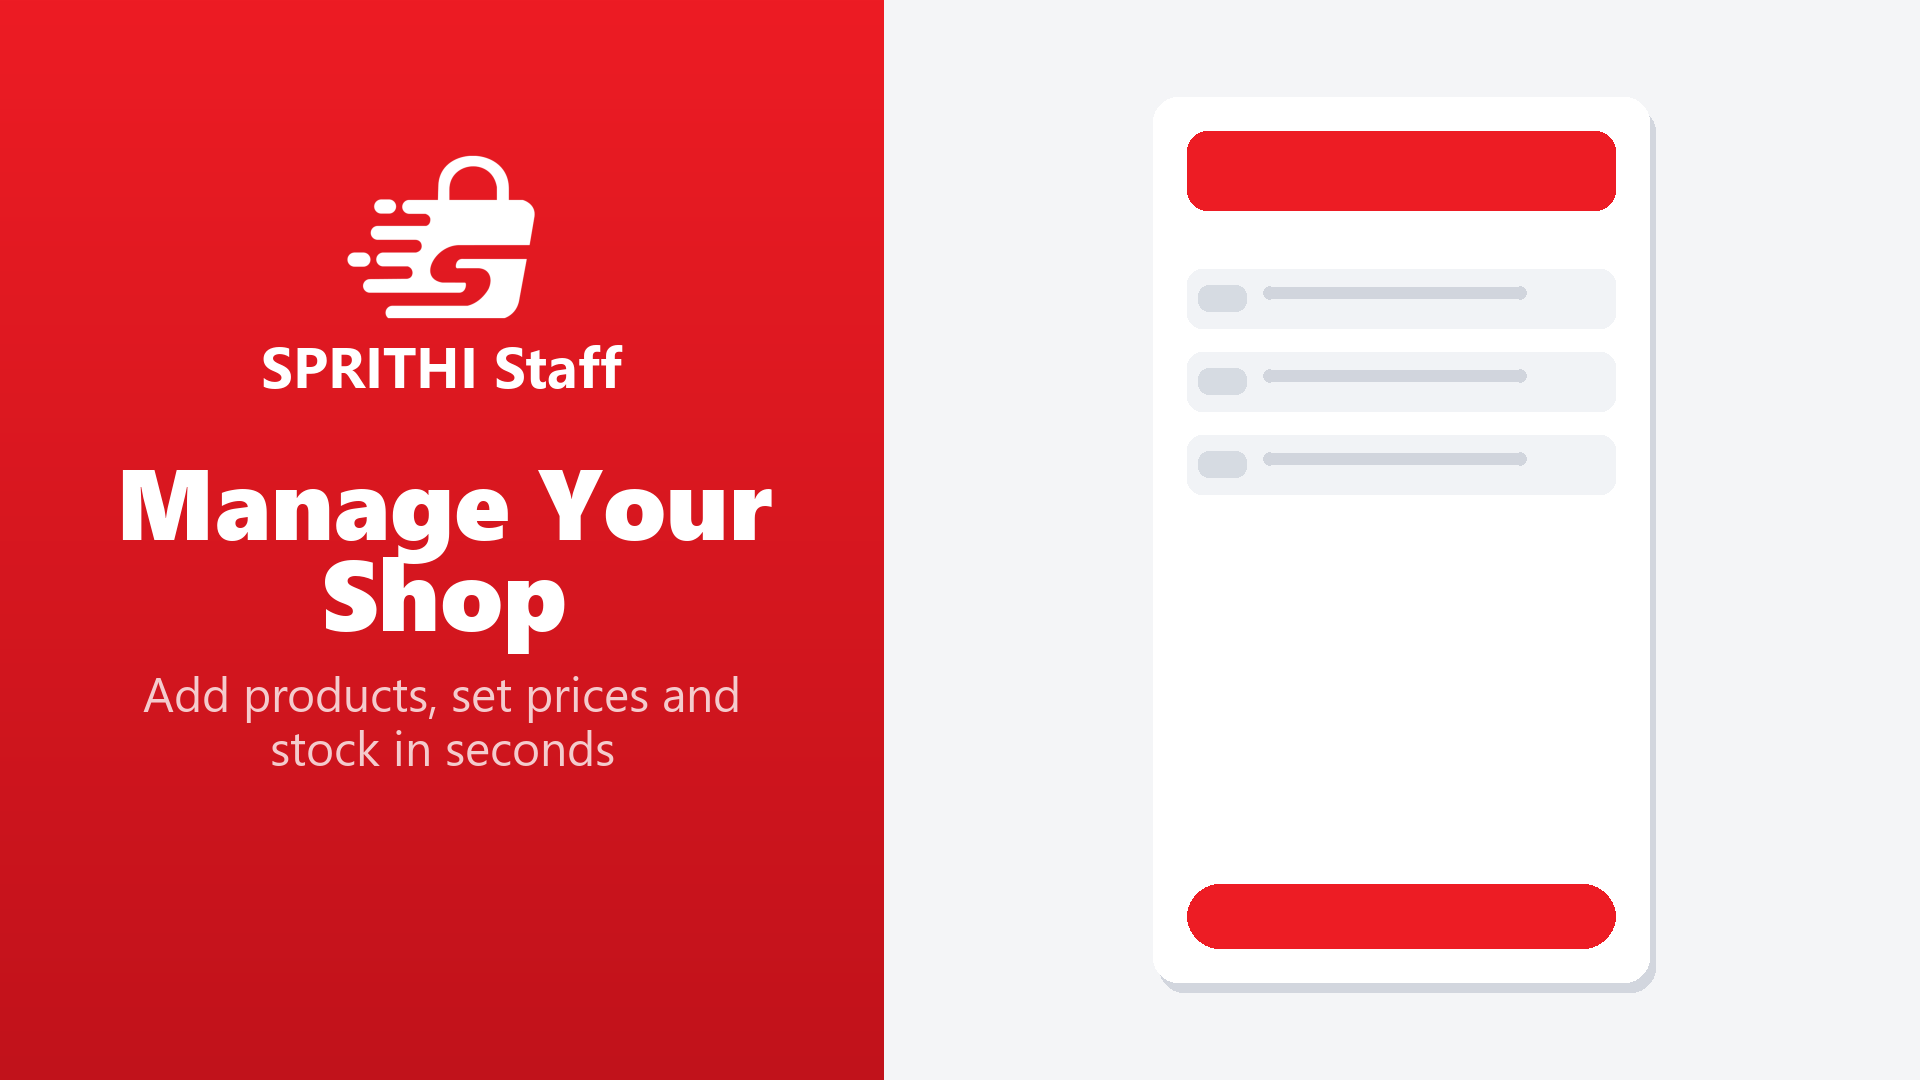 SPRITHI Staff
Manage Your
Shop
Add products, set prices and
stock in seconds